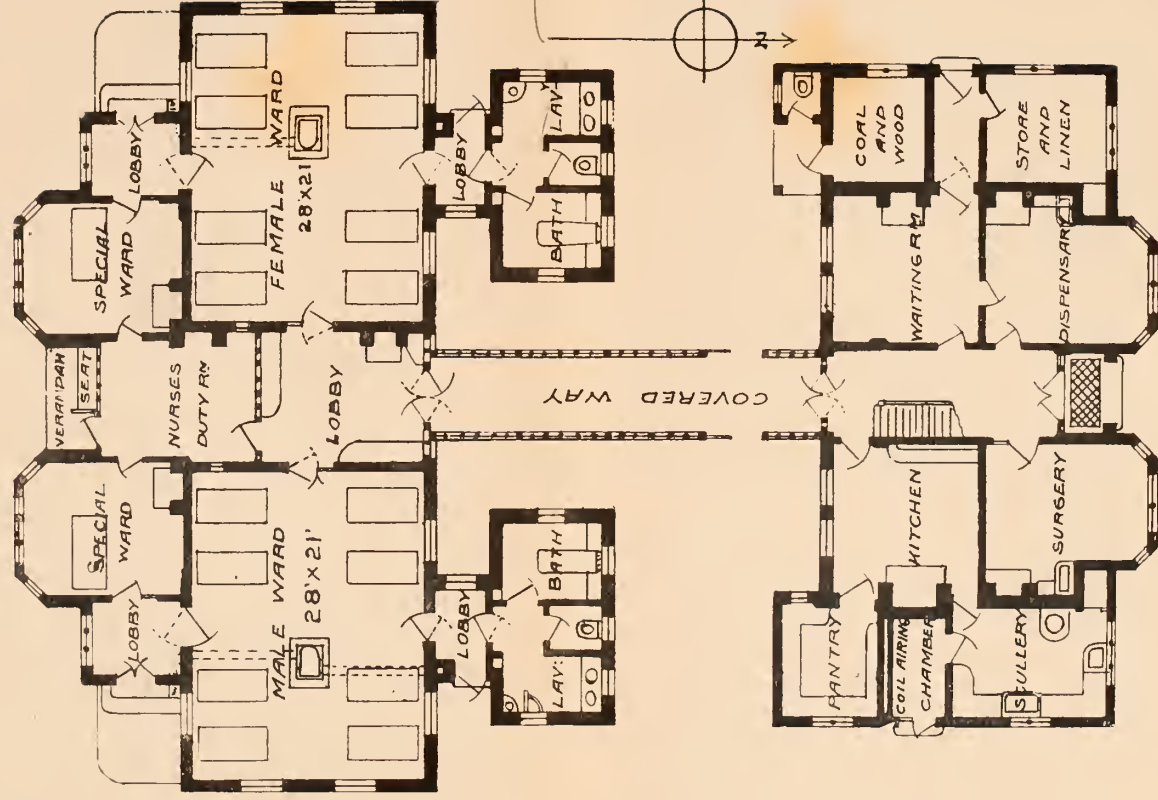 N
FEMALE WARD
28'X21'
LOBBY
SPECIAL
WARD
LOBBY
LAV:
BATH
VERANDAH
SEAT
NURSES
DUTY RM
LOBBY
SPECIAL
WARD
LOBBY
MALE WARD
28'X21'
LOBBY
BATH
LAV:
COVERED WAY
COAL
AND
WOOD
STORE
AND
LINEN
WAITING RM
DISPENSARY
KITCHEN
SURGERY
PANTRY
COIL AIRING
CHAMBER
SCULLERY